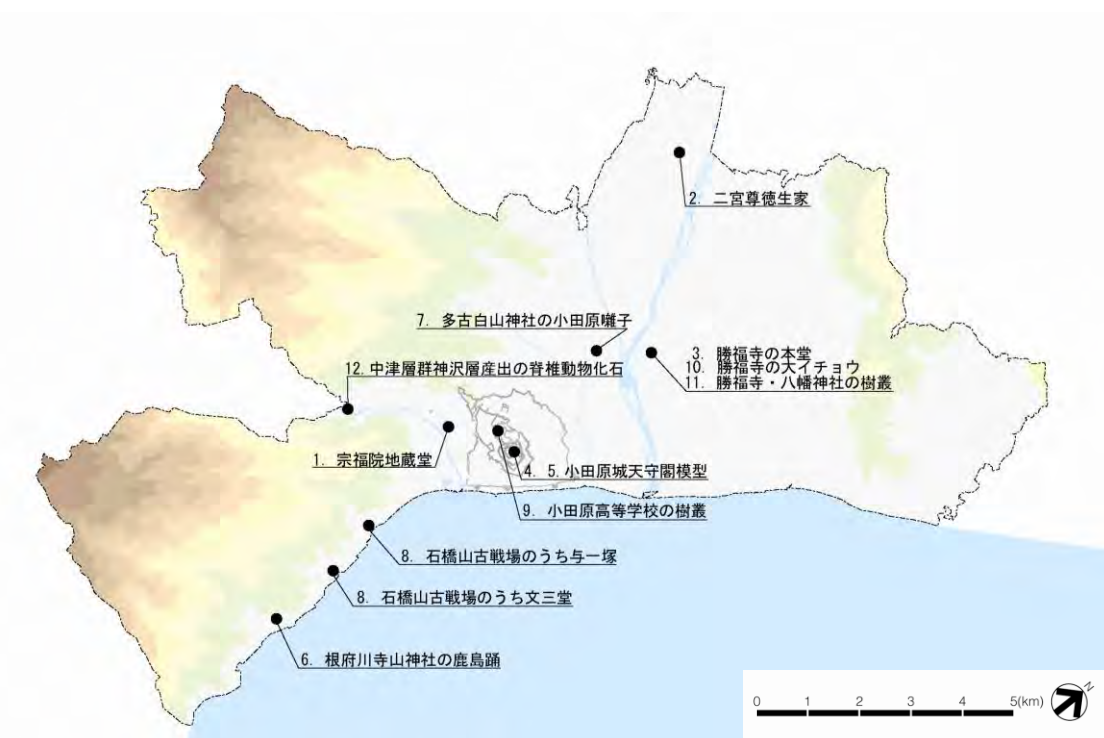 2. 二宮尊徳生家
7. 多古白山神社の小田原囃子
3. 勝福寺の本堂
10. 勝福寺の大イチョウ
11. 勝福寺・八幡神社の樹叢
12. 中津層群神沢層産出の脊椎動物化石
1. 宗福院地蔵堂
4. 5. 小田原城天守閣模型
9. 小田原高等学校の樹叢
8. 石橋山古戦場のうち与一塚
8. 石橋山古戦場のうち文三堂
6. 根府川寺山神社の鹿島踊
0 1 2 3 4 5(km)
N